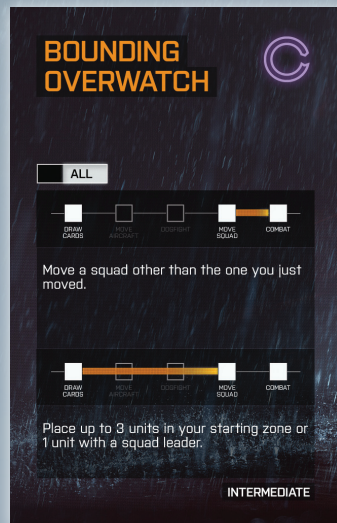 BOUNDING
OVERWATCH
C
ALL
DRAW CARDS MOVE AIRCRAFT DOGFIGHT MOVE SQUAD COMBAT
Move a squad other than the one you just
moved.
DRAW CARDS MOVE AIRCRAFT DOGFIGHT MOVE SQUAD COMBAT
Place up to 3 units in your starting zone or
1 unit with a squad leader.
INTERMEDIATE